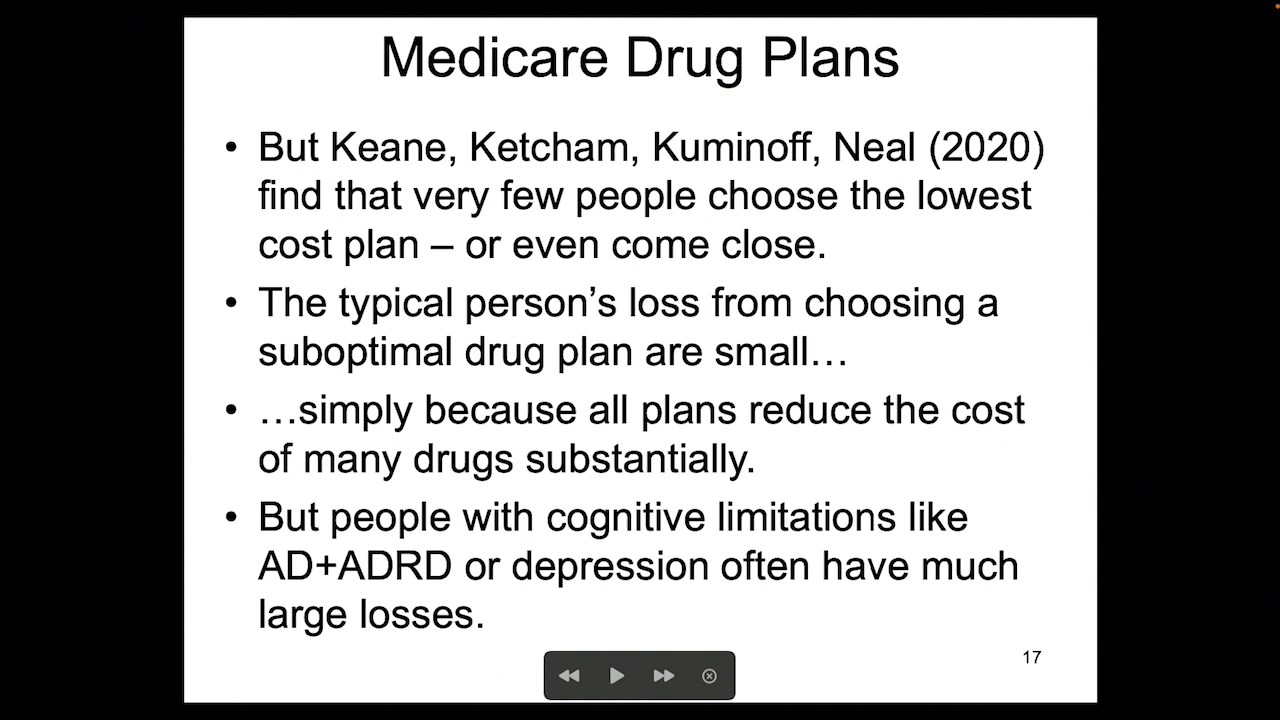 Medicare Drug Plans
• But Keane, Ketcham, Kuminoff, Neal (2020)
find that very few people choose the lowest
cost plan – or even come close.
• The typical person’s loss from choosing a
suboptimal drug plan are small…
• …simply because all plans reduce the cost
of many drugs substantially.
• But people with cognitive limitations like
AD+ADRD or depression often have much
large losses.
17